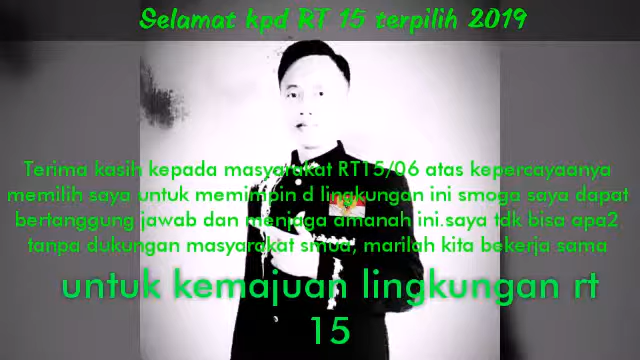 Selamat kpd RT 15 terpilih 2019
Terima kasih kepada masyarakat RT15/06 atas kepercayaanya
memilih saya untuk memimpin d lingkungan ini smoga saya dapat
bertanggung jawab dan menjaga amanah ini.saya tdk bisa apa2
tanpa dukungan masyarakat smua, marilah kita bekerja sama
untuk kemajuan lingkungan rt
15